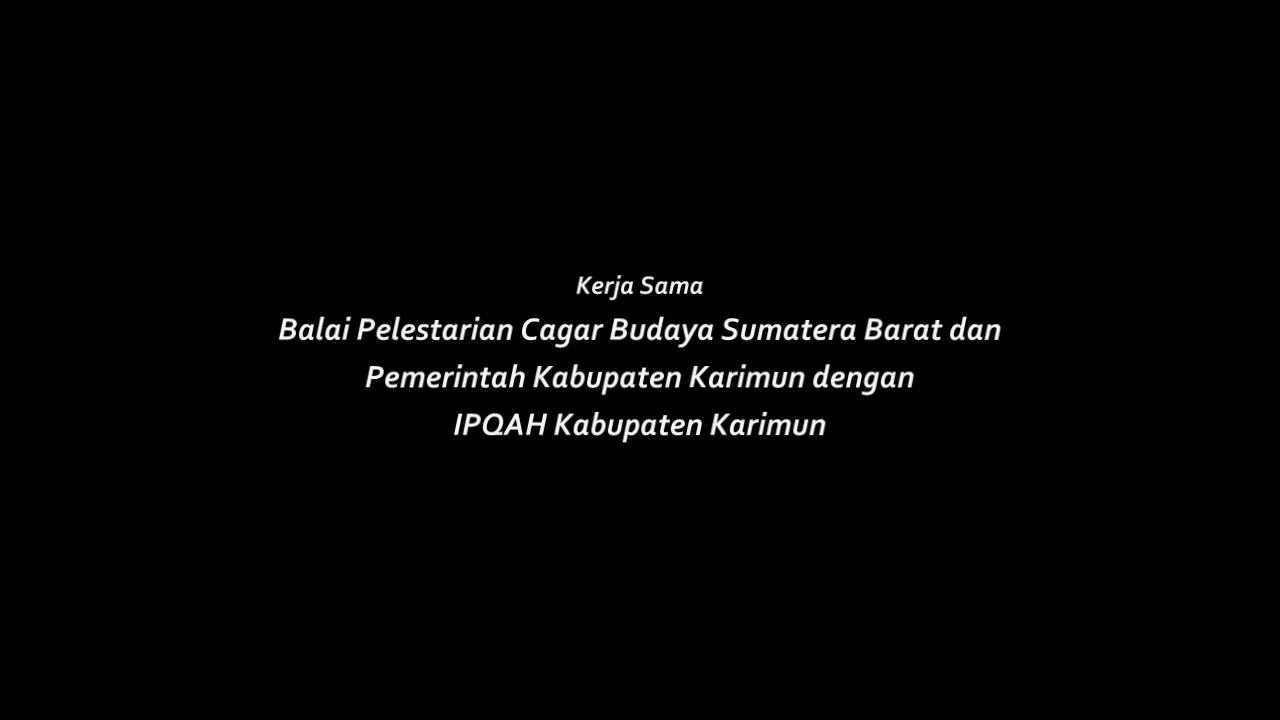 Kerja Sama
Balai Pelestarian Cagar Budaya Sumatera Barat dan
Pemerintah Kabupaten Karimun dengan
IPQAH Kabupaten Karimun